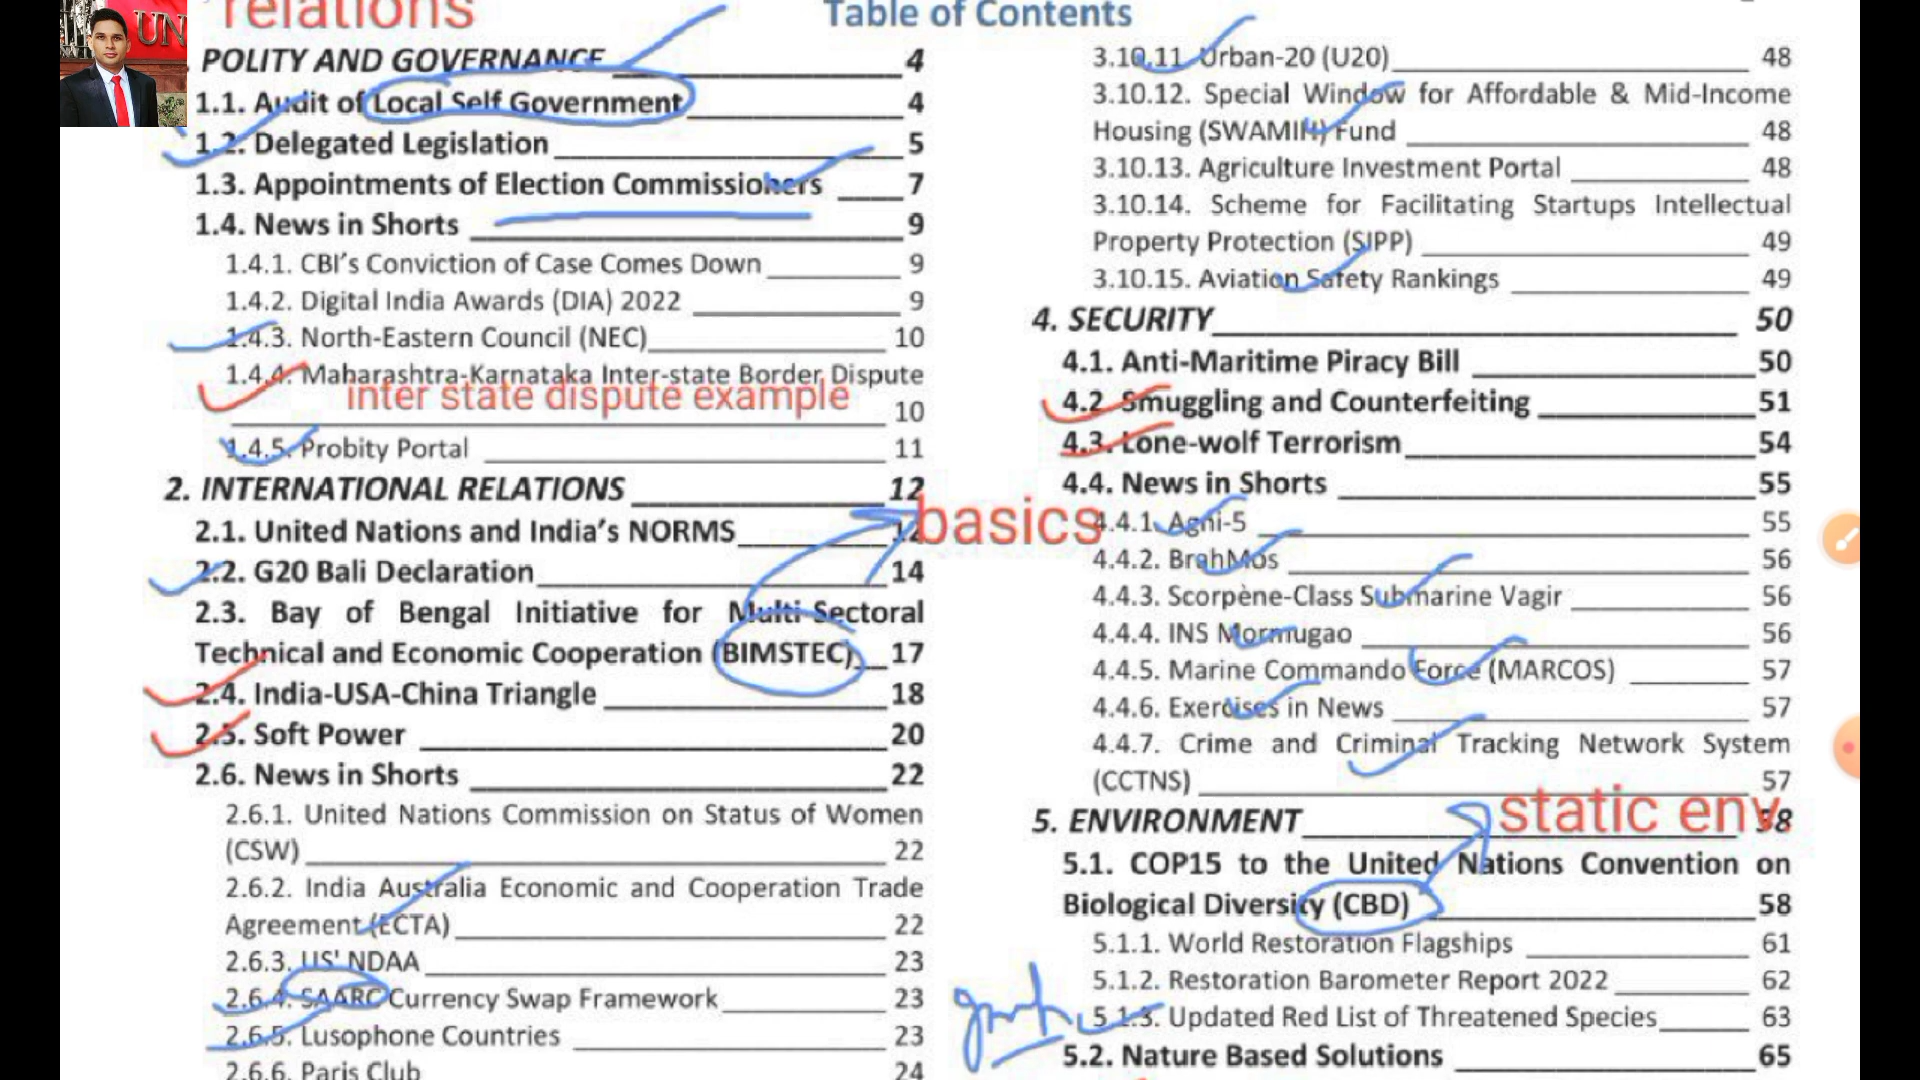 relations
UN
Table of Contents
POLITY AND GOVERNANCE 4
1.1. Audit of Local Self Government 4
1.2. Delegated Legislation 5
1.3. Appointments of Election Commissioners 7
1.4. News in Shorts 9
1.4.1. CBI's Conviction of Case Comes Down 9
1.4.2. Digital India Awards (DIA) 2022 9
1.4.3. North-Eastern Council (NEC) 10
1.4.4. Maharashtra-Karnataka Inter-state Border Dispute
inter state dispute example
10
1.4.5. Probity Portal 11
2. INTERNATIONAL RELATIONS 12
2.1. United Nations and India's NORMS 12
basics
2.2. G20 Bali Declaration 14
2.3. Bay of Bengal Initiative for Multi-Sectoral
Technical and Economic Cooperation (BIMSTEC) 17
2.4. India-USA-China Triangle 18
2.5. Soft Power 20
2.6. News in Shorts 22
2.6.1. United Nations Commission on Status of Women
(CSW) 22
2.6.2. India Australia Economic and Cooperation Trade
Agreement (ECTA) 22
2.6.3. US' NDAA 23
2.6.4. SAARC Currency Swap Framework 23
2.6.5. Lusophone Countries 23
2.6.6. Paris Club 24
3.10.11. Urban-20 (U20) 48
3.10.12. Special Window for Affordable & Mid-Income
Housing (SWAMIH) Fund 48
3.10.13. Agriculture Investment Portal 48
3.10.14. Scheme for Facilitating Startups Intellectual
Property Protection (SIPP) 49
3.10.15. Aviation Safety Rankings 49
4. SECURITY 50
4.1. Anti-Maritime Piracy Bill 50
4.2. Smuggling and Counterfeiting 51
4.3. Lone-wolf Terrorism 54
4.4. News in Shorts 55
4.4.1. Agni-5 55
4.4.2. BrahMos 56
4.4.3. Scorpène-Class Submarine Vagir 56
4.4.4. INS Mormugao 56
4.4.5. Marine Commando Force (MARCOS) 57
4.4.6. Exercises in News 57
4.4.7. Crime and Criminal Tracking Network System
(CCTNS) 57
static env.
5. ENVIRONMENT 58
5.1. COP15 to the United Nations Convention on
Biological Diversity (CBD) 58
5.1.1. World Restoration Flagships 61
5.1.2. Restoration Barometer Report 2022 62
5.1.3. Updated Red List of Threatened Species 63
5.2. Nature Based Solutions 65